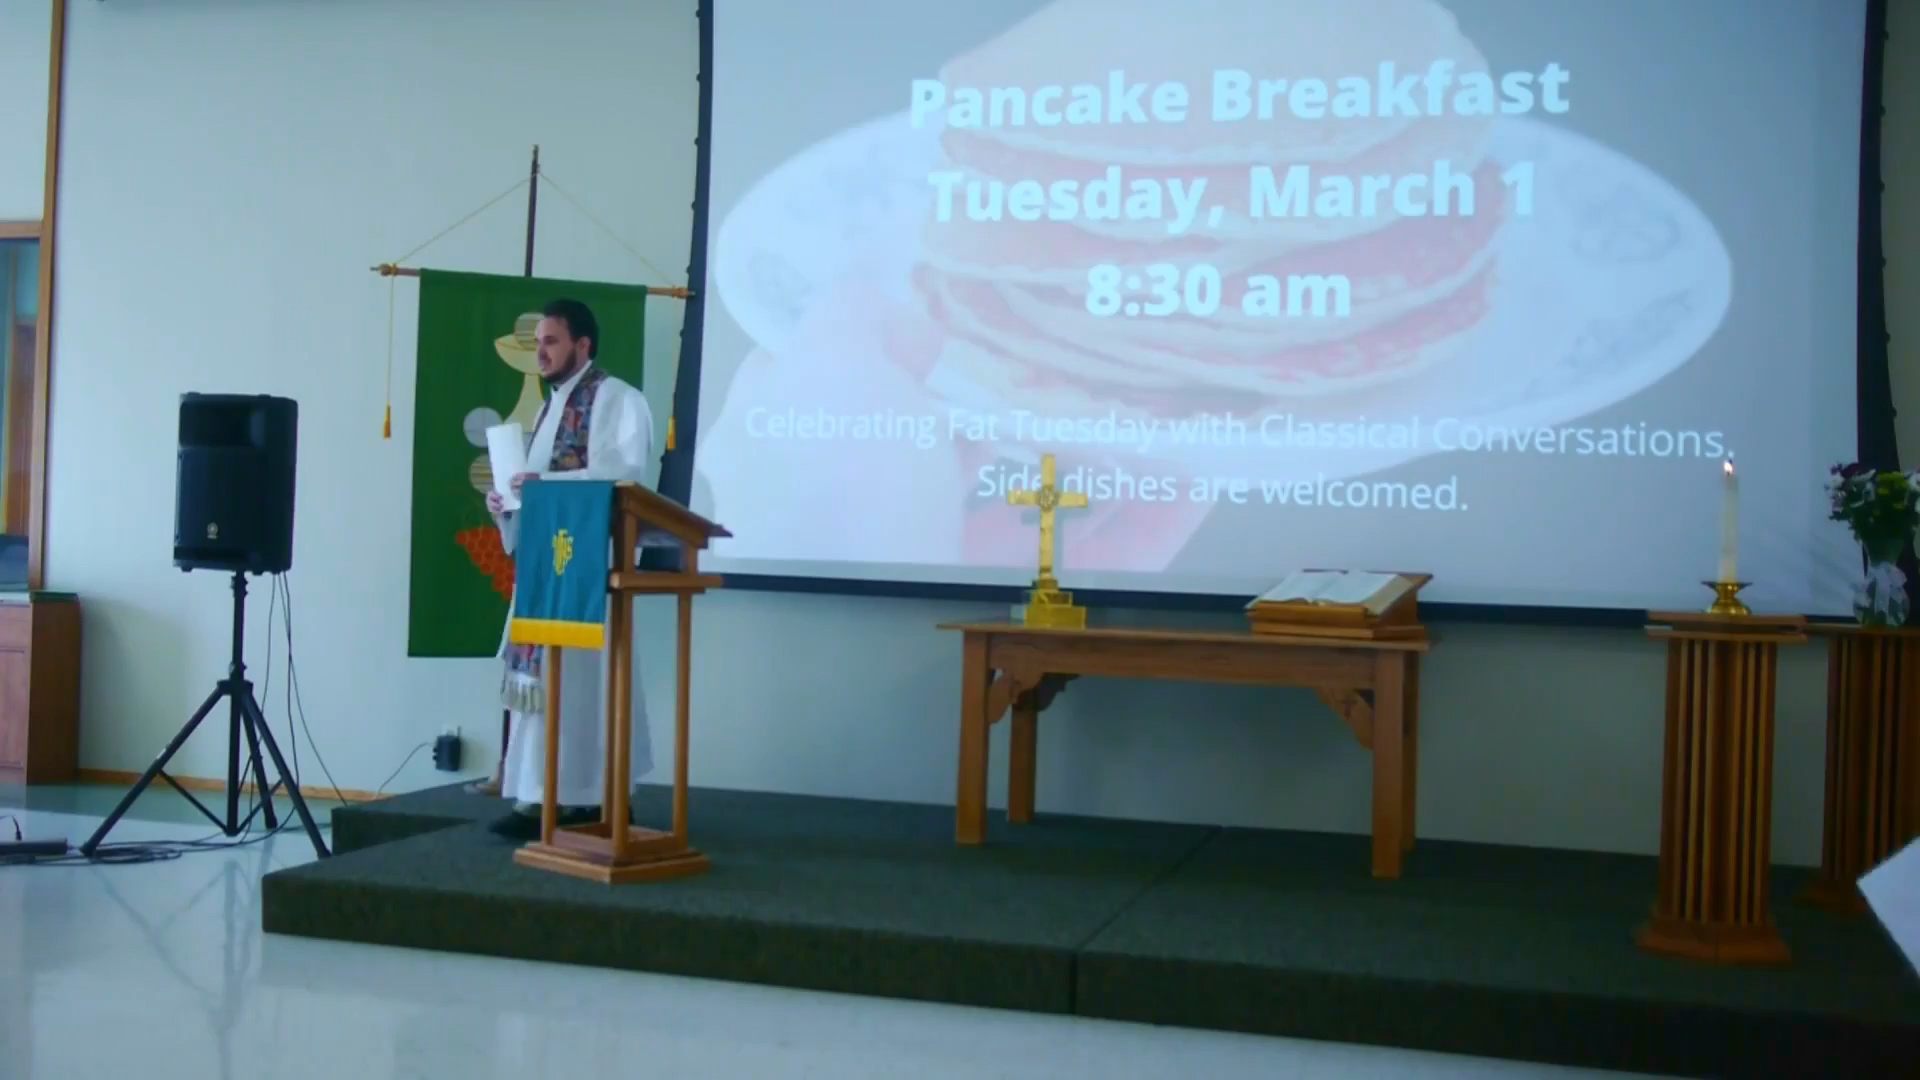 Pancake Breakfast
Tuesday, March 1
8:30 am
Celebrating Fat Tuesday with Classical Conversations.
Side dishes are welcomed.